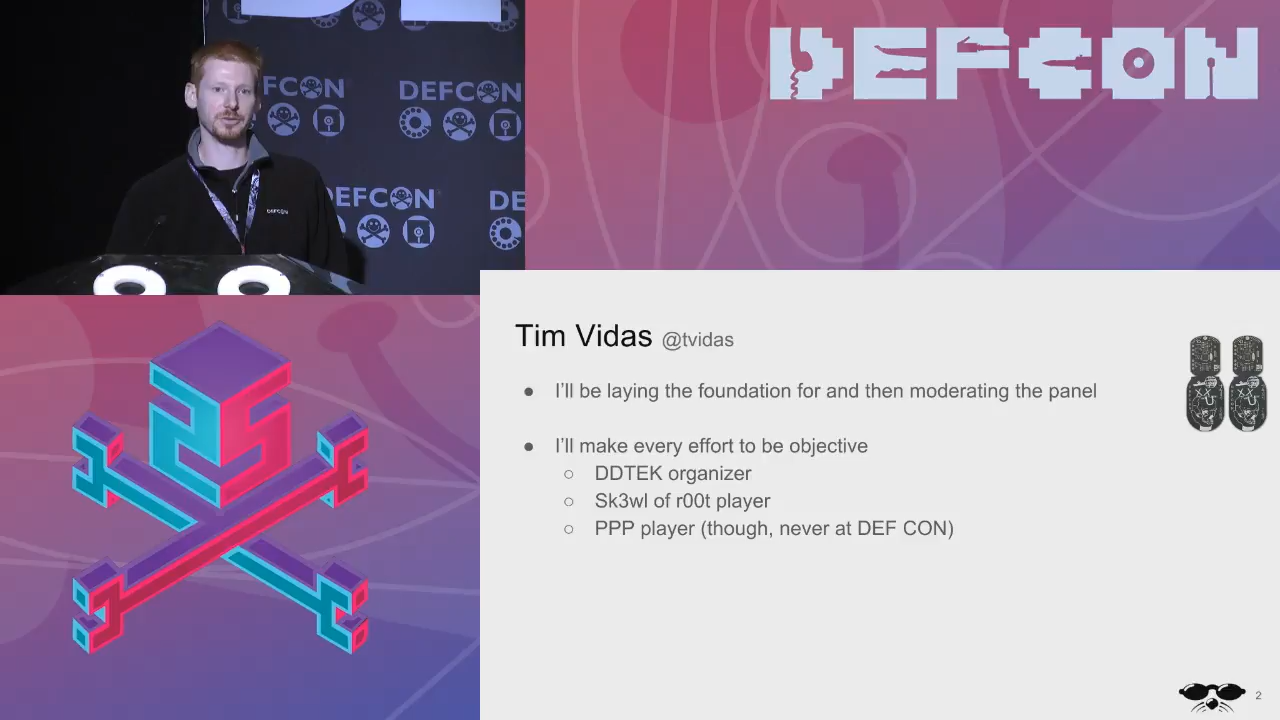 DEFCON
DEFCON
DEFCON
DEFCON
DE
DEFCON
Tim Vidas @tvidas
● I'll be laying the foundation for and then moderating the panel
● I'll make every effort to be objective
○ DDTEK organizer
○ Sk3wl of r00t player
○ PPP player (though, never at DEF CON)
2